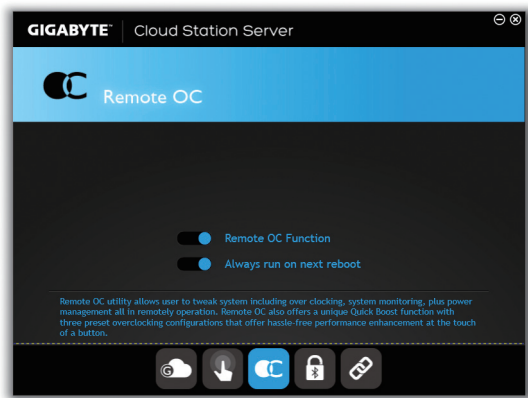 GIGABYTE™ Cloud Station Server
Remote OC
Remote OC Function
Always run on next reboot
Remote OC utility allows user to tweak system including over clocking, system monitoring, plus power
management all in remotely operation. Remote OC also offers a unique Quick Boost function with
three preset overclocking configurations that offer hassle-free performance enhancement at the touch
of a button.